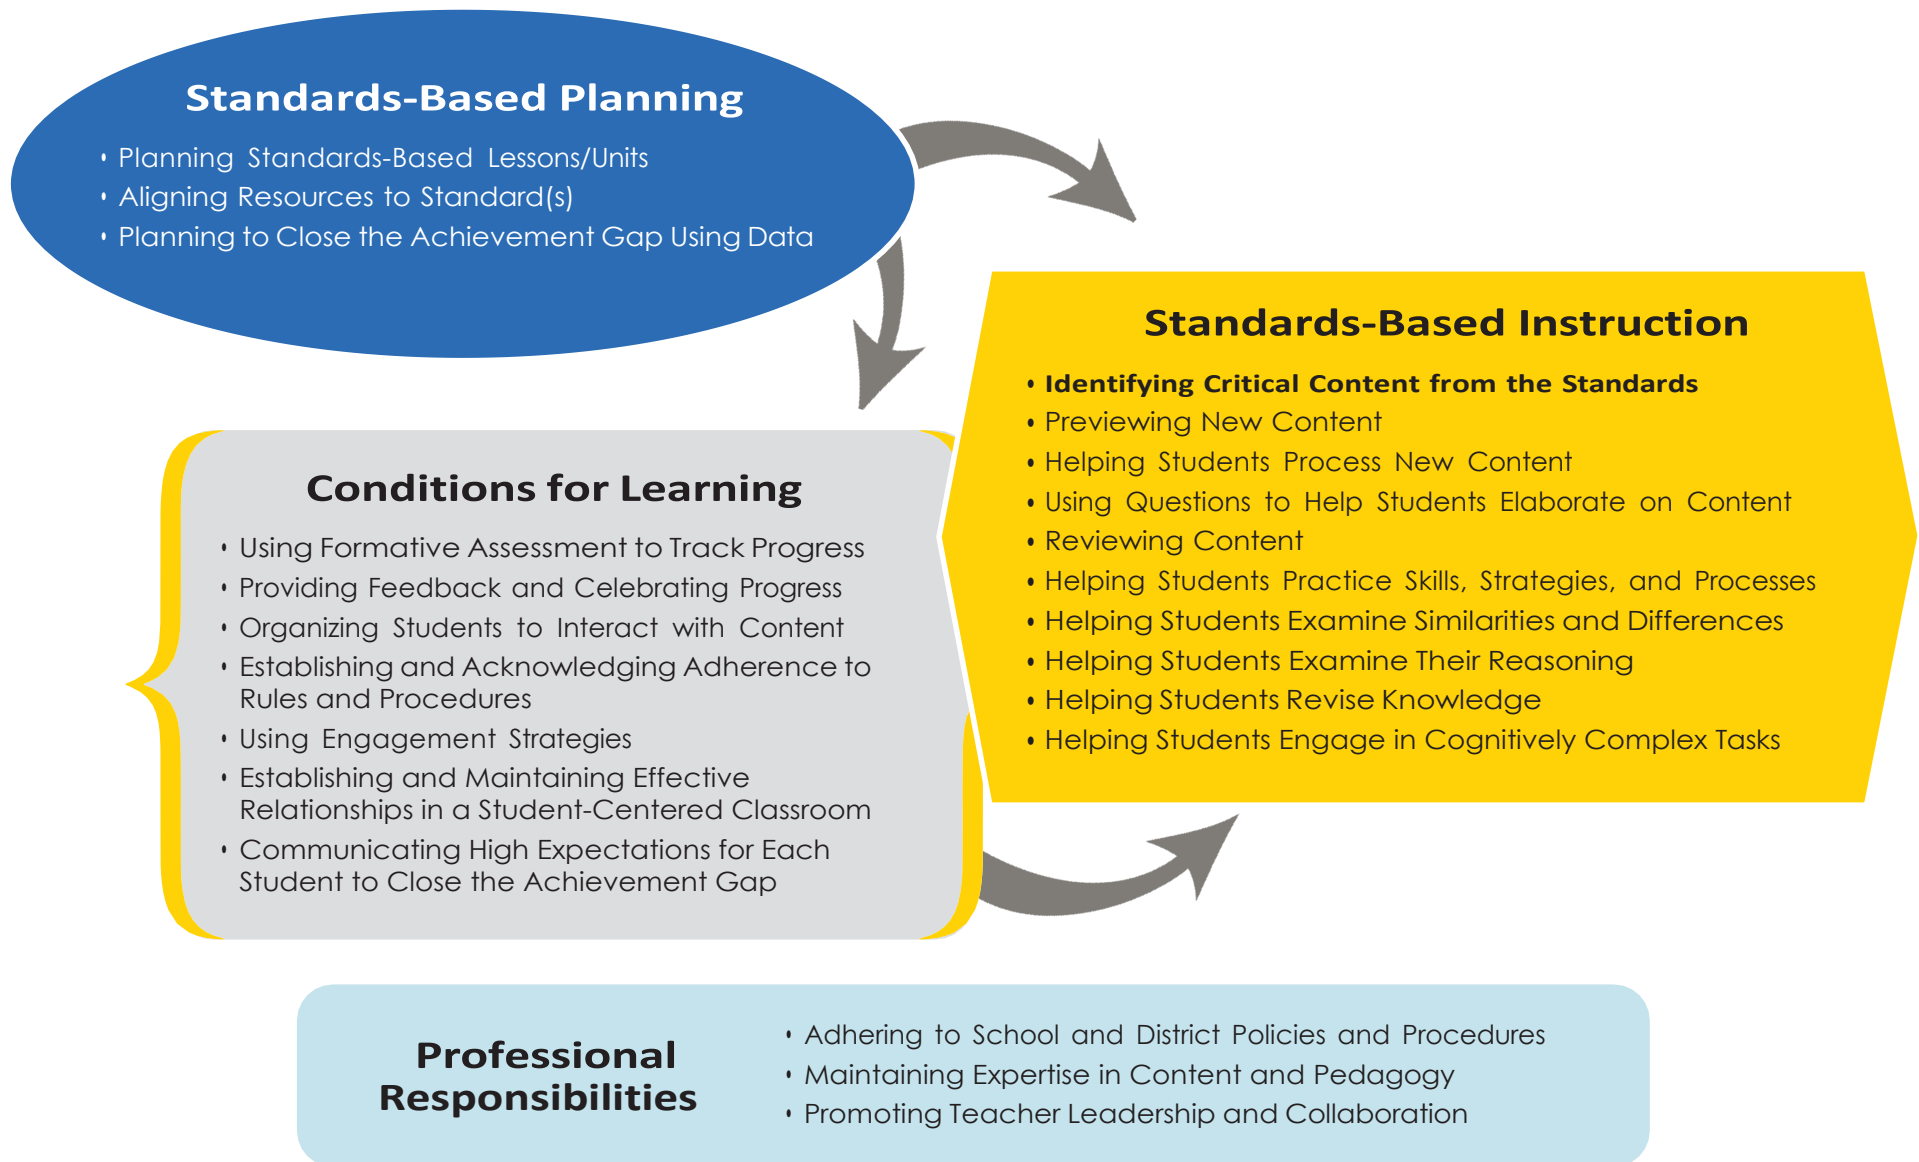 Standards-Based Planning
• Planning Standards-Based Lessons/Units
• Aligning Resources to Standard(s)
• Planning to Close the Achievement Gap Using Data
Standards-Based Instruction
• Identifying Critical Content from the Standards
• Previewing New Content
• Helping Students Process New Content
• Using Questions to Help Students Elaborate on Content
• Reviewing Content
• Helping Students Practice Skills, Strategies, and Processes
• Helping Students Examine Similarities and Differences
• Helping Students Examine Their Reasoning
• Helping Students Revise Knowledge
• Helping Students Engage in Cognitively Complex Tasks
Conditions for Learning
• Using Formative Assessment to Track Progress
• Providing Feedback and Celebrating Progress
• Organizing Students to Interact with Content
• Establishing and Acknowledging Adherence to
Rules and Procedures
• Using Engagement Strategies
• Establishing and Maintaining Effective
Relationships in a Student-Centered Classroom
• Communicating High Expectations for Each
Student to Close the Achievement Gap
Professional
Responsibilities
• Adhering to School and District Policies and Procedures
• Maintaining Expertise in Content and Pedagogy
• Promoting Teacher Leadership and Collaboration